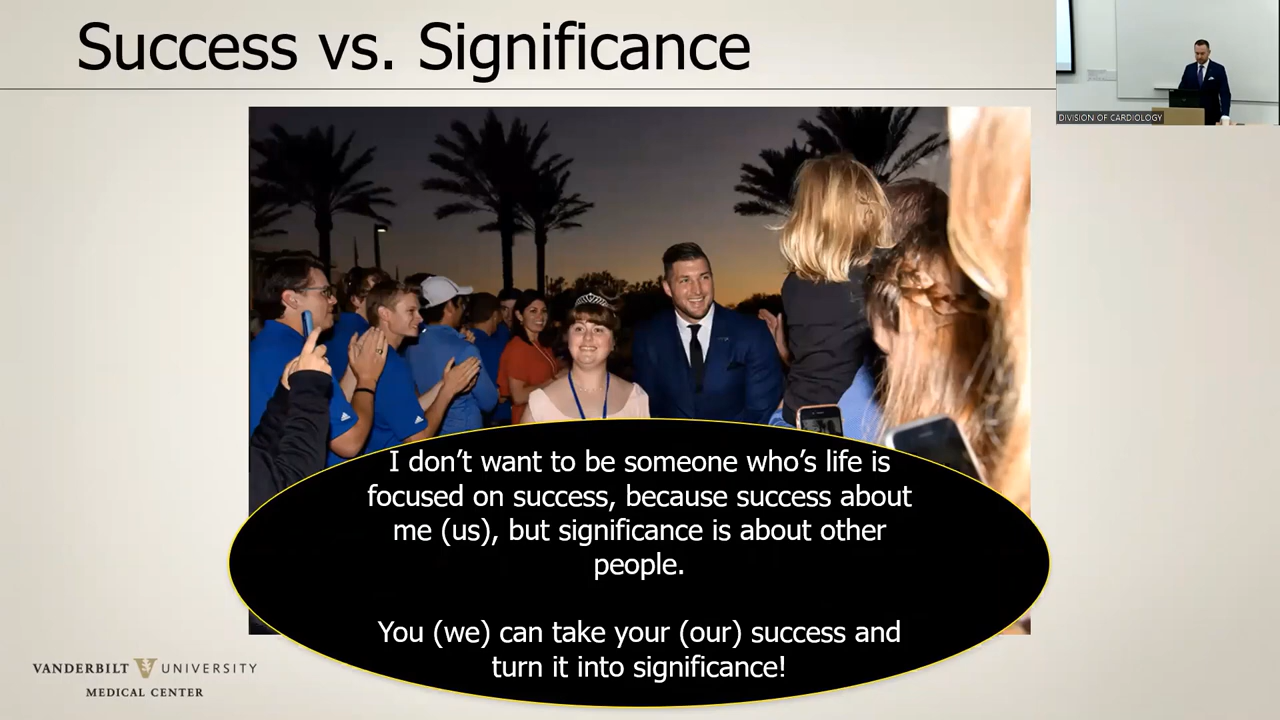 Success vs. Significance
DIVISION OF CARDIOLOGY
I don’t want to be someone who’s life is
focused on success, because success about
me (us), but significance is about other
people.
You (we) can take your (our) success and
turn it into significance!
VANDERBILT UNIVERSITY
MEDICAL CENTER